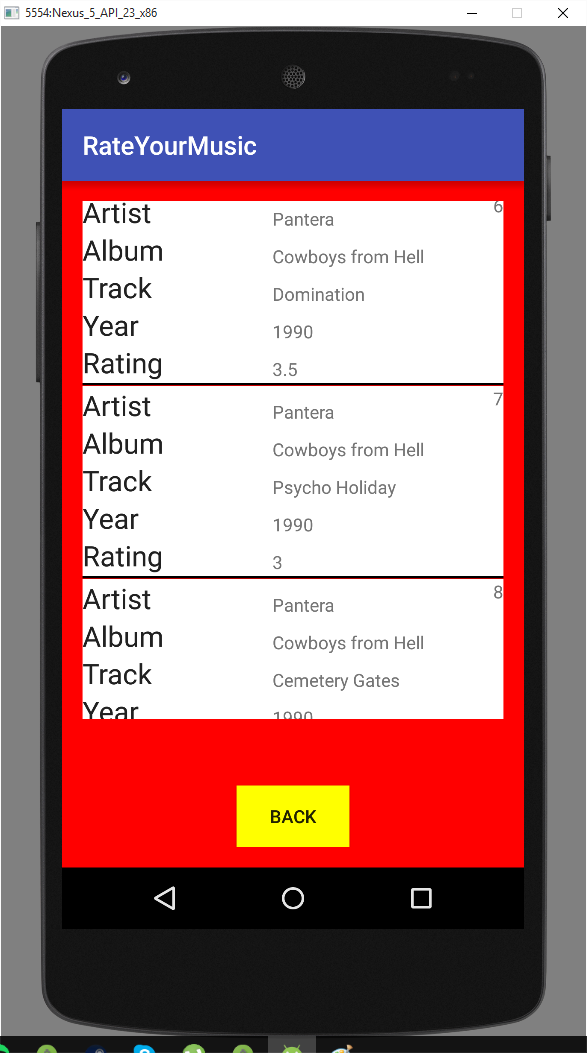 5554:Nexus_5_API_23_x86
RateYourMusic
Artist Pantera 6
Album Cowboys from Hell
Track Domination
Year 1990
Rating 3.5
Artist Pantera 7
Album Cowboys from Hell
Track Psycho Holiday
Year 1990
Rating 3
Artist Pantera 8
Album Cowboys from Hell
Track Cemetery Gates
Year 1990
BACK